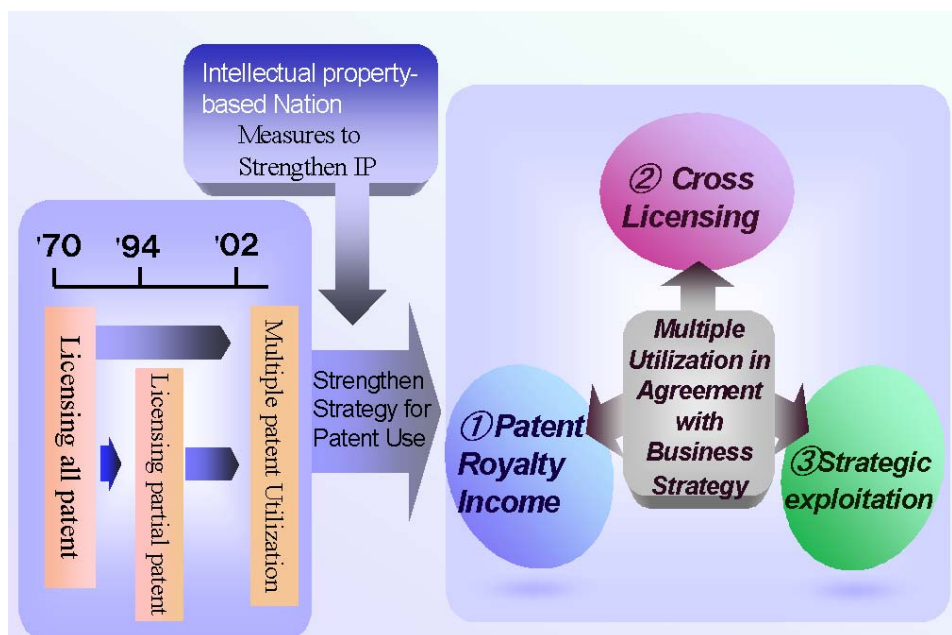 Intellectual property-
based Nation
Measures to
Strengthen IP
'70
'94
'02
Licensing all patent
Licensing partial patent
Multiple patent Utilization
Strengthen
Strategy for
Patent Use
② Cross
Licensing
Multiple
Utilization in
Agreement
with
Business
Strategy
①Patent
Royalty
Income
③Strategic
exploitation